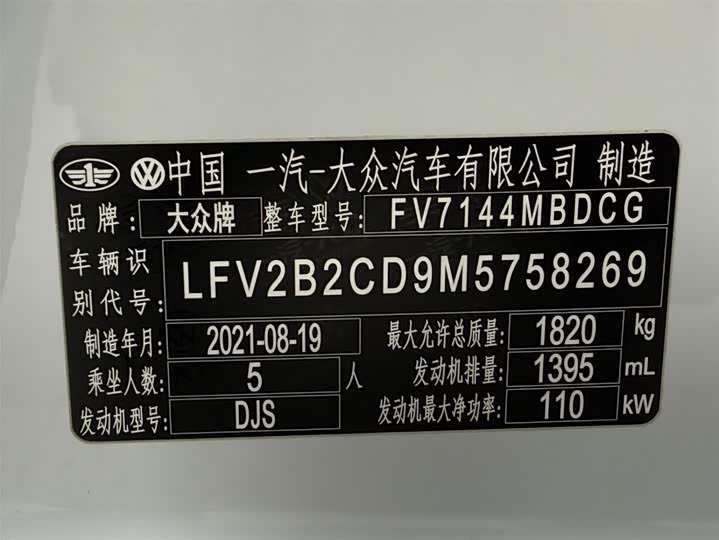 中国 一汽-大众汽车有限公司 制造
品牌: 大众牌 整车型号: FV7144MBDCG
车辆识别代号: LFV2B2CD9M5758269
制造年月: 2021-08-19 最大允许总质量: 1820 kg
乘坐人数: 5 人 发动机排量: 1395 mL
发动机型号: DJS 发动机最大净功率: 110 kW